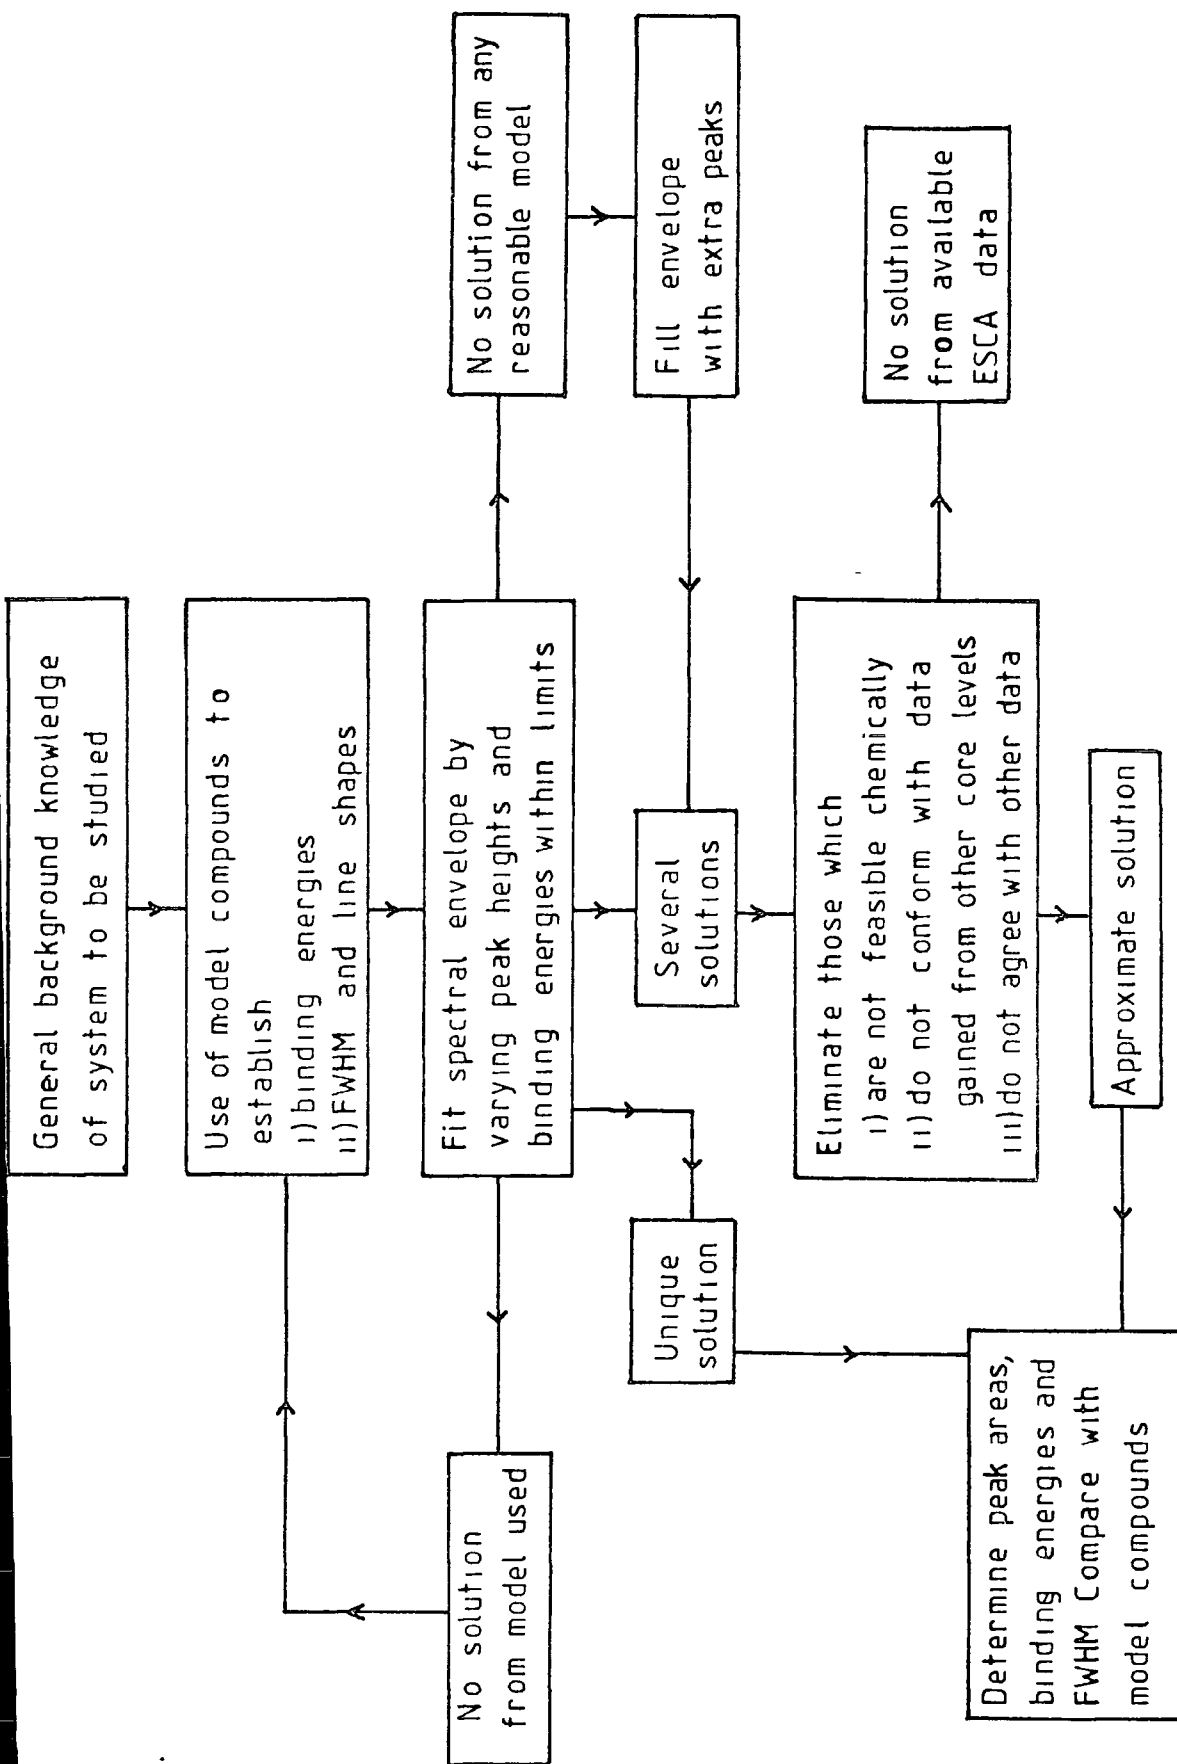 General background knowledge
of system to be studied
Use of model compounds to
establish
i) binding energies
ii) FWHM and line shapes
Fit spectral envelope by
varying peak heights and
binding energies within limits
No solution
from model used
No solution from any
reasonable model
Fill envelope
with extra peaks
Unique
solution
Several
solutions
Eliminate those which
i) are not feasible chemically
ii) do not conform with data
gained from other core levels
iii) do not agree with other data
No solution
from available
ESCA data
Approximate solution
Determine peak areas,
binding energies and
FWHM Compare with
model compounds